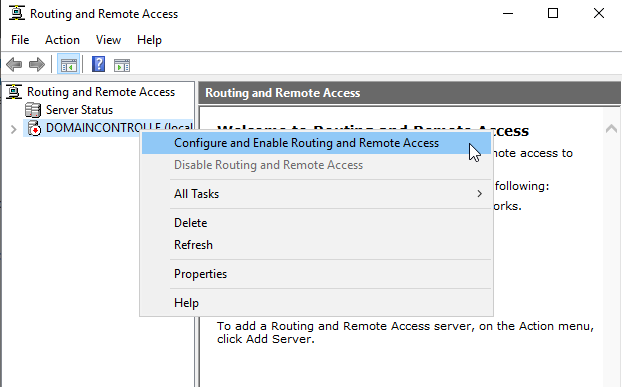 Routing and Remote Access
File Action View Help
Routing and Remote Access
Server Status
DOMAINCONTROLLE (local
Routing and Remote Access
Welcome to Routing and Remote Access
Configure and Enable Routing and Remote Access
remote access to
Disable Routing and Remote Access
following:
All Tasks
orks.
Delete
Refresh
Properties
Help
To add a Routing and Remote Access server, on the Action menu,
click Add Server.